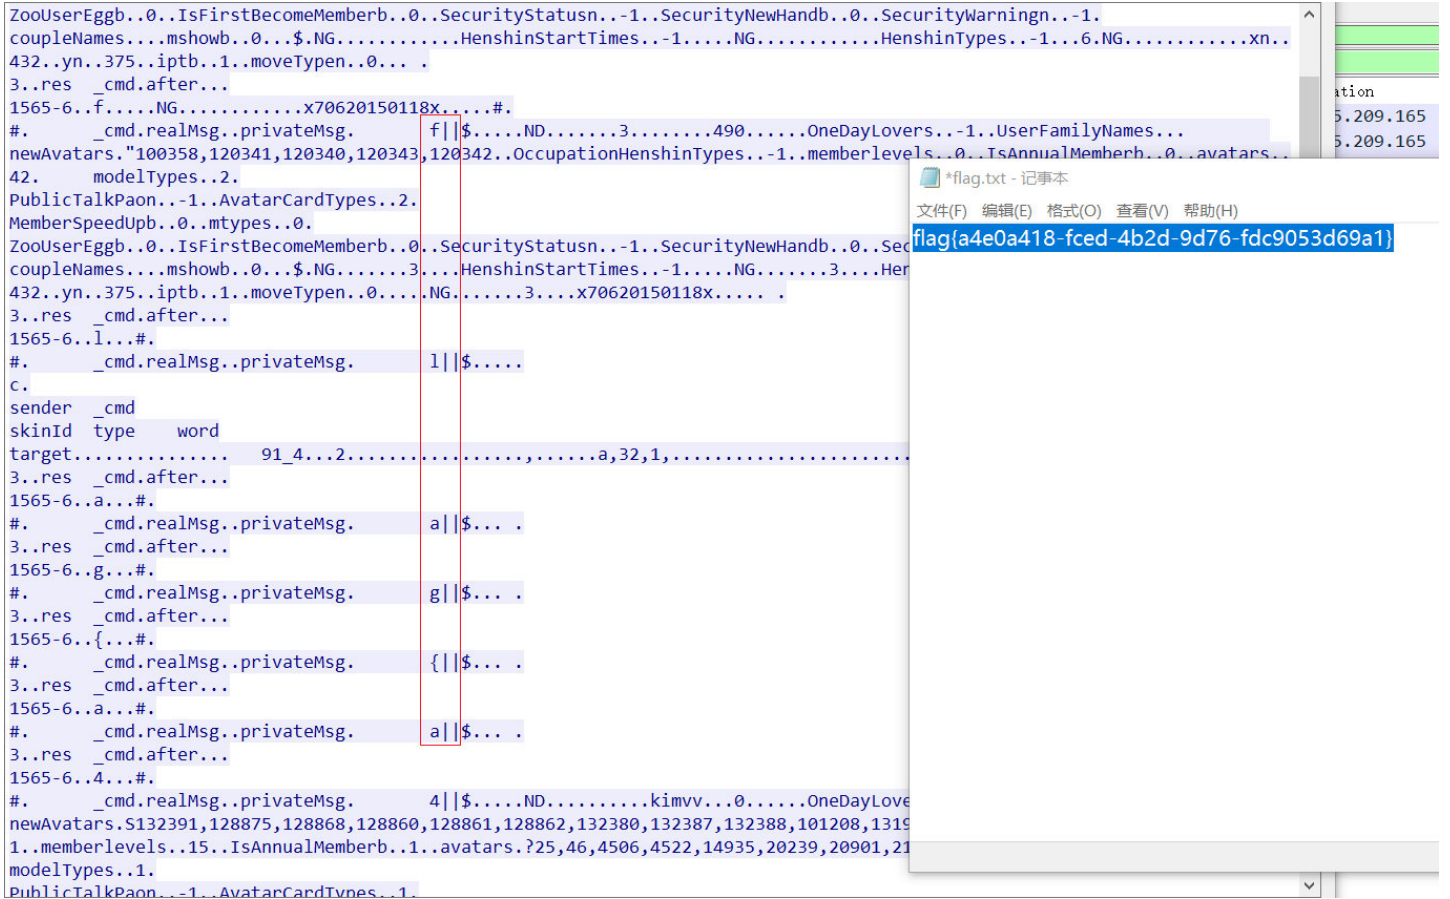 ZooUserEggb..0..IsFirstBecomeMemberb..0..SecurityStatusn..-1..SecurityNewHandb..0..SecurityWarningn..-1.
coupleNames....mshowb..0...$.NG............HenshinStartTimes..-1.....NG............HenshinTypes..-1...6.NG............xn..
432..yn..375..iptb..1..moveTypen..0... .
3..res _cmd.after...
1565-6..f.....NG............x70620150118x.....#.
#. _cmd.realMsg..privateMsg. f||$.....ND.......3........490......OneDayLovers..-1..UserFamilyNames...
newAvatars."100358,120341,120340,120343,120342..OccupationHenshinTypes..-1..memberlevels..0..IsAnnualMemberb..0..avatars..
42. modelTypes..2.
PublicTalkPaon..-1..AvatarCardTypes..2.
MemberSpeedUpb..0..mtypes..0.
ZooUserEggb..0..IsFirstBecomeMemberb..0..SecurityStatusn..-1..SecurityNewHandb..0..Sec
coupleNames....mshowb..0...$.NG.......3....HenshinStartTimes..-1.....NG.......3....Her
432..yn..375..iptb..1..moveTypen..0.....NG.......3....x70620150118x..... .
3..res _cmd.after...
1565-6..l...#.
#. _cmd.realMsg..privateMsg. l||$.....
c.
sender _cmd
skinId type word
target............... 91_4...2.................,......a,32,1,.......................
3..res _cmd.after...
1565-6..a...#.
#. _cmd.realMsg..privateMsg. a||$... .
3..res _cmd.after...
1565-6..g...#.
#. _cmd.realMsg..privateMsg. g||$... .
3..res _cmd.after...
1565-6..{...#.
#. _cmd.realMsg..privateMsg. {||$... .
3..res _cmd.after...
1565-6..a...#.
#. _cmd.realMsg..privateMsg. a||$... .
3..res _cmd.after...
1565-6..4...#.
#. _cmd.realMsg..privateMsg. 4||$.....ND..........kimvv...0......OneDayLove
newAvatars.S132391,128875,128868,128860,128861,128862,132380,132387,132388,101208,1319
1..memberlevels..15..IsAnnualMemberb..1..avatars.?25,46,4506,4522,14935,20239,20901,21
modelTypes..1.
PublicTalkPaon..-1..AvatarCardTypes..1.
ation
5.209.165
5.209.165
*flag.txt - 记事本
文件(F) 编辑(E) 格式(O) 查看(V) 帮助(H)
flag{a4e0a418-fced-4b2d-9d76-fdc9053d69a1}